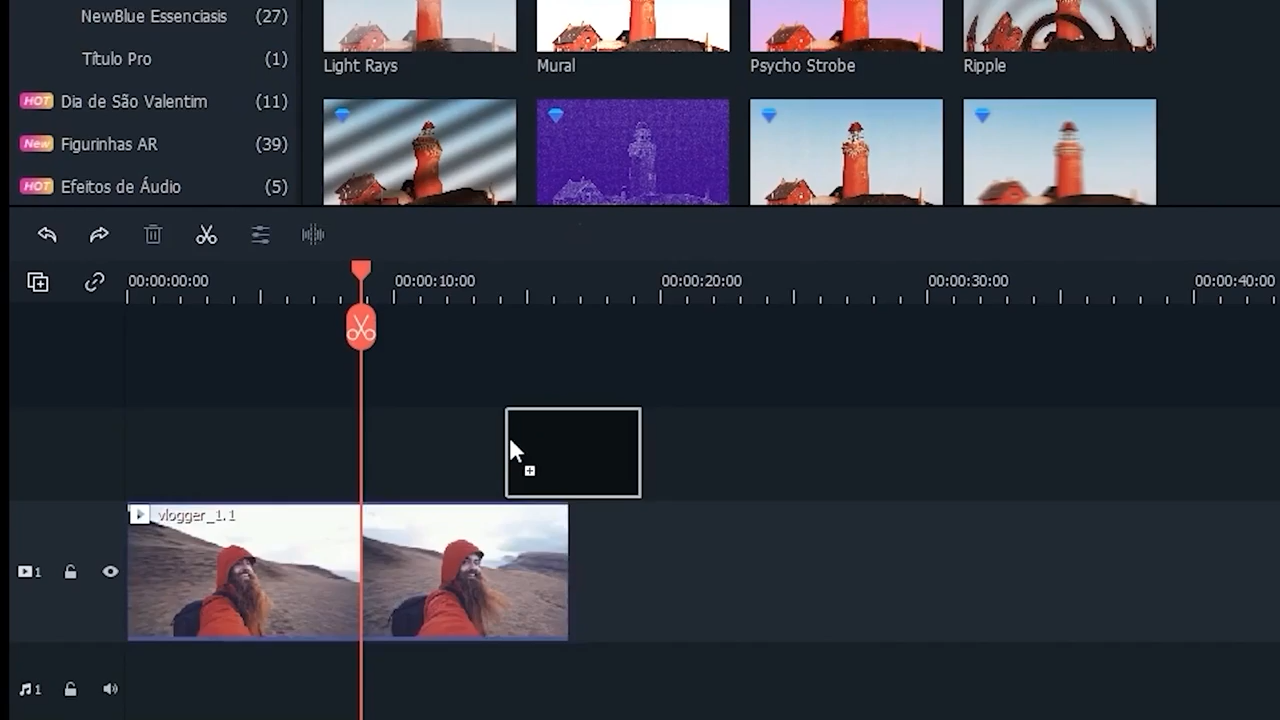 NewBlue Essenciasis (27)
Título Pro (1)
HOT Dia de São Valentim (11)
New Figurinhas AR (39)
HOT Efeitos de Áudio (5)
Light Rays Mural Psycho Strobe Ripple
00:00:00:00 00:00:10:00 00:00:20:00 00:00:30:00 00:00:40:00
vlogger_1.1
1
1